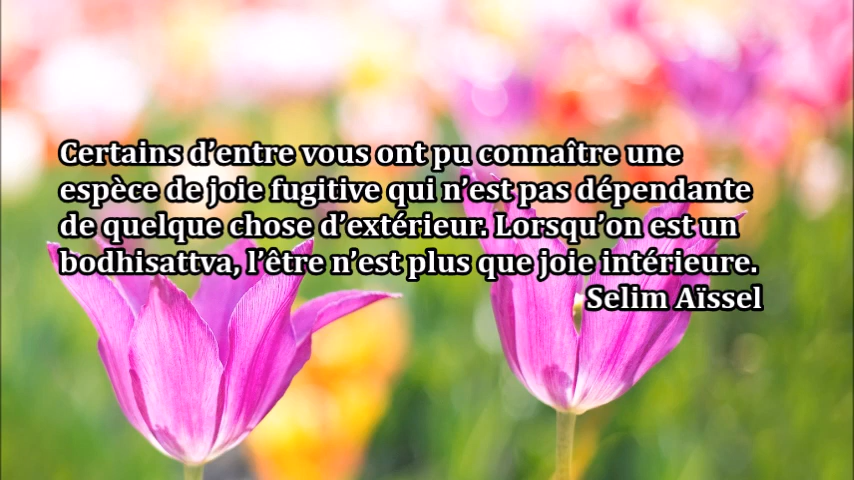 Certains d’entre vous ont pu connaître une
espèce de joie fugitive qui n’est pas dépendante
de quelque chose d’extérieur. Lorsqu’on est un
bodhisattva, l’être n’est plus que joie intérieure.
Selim Aïssel